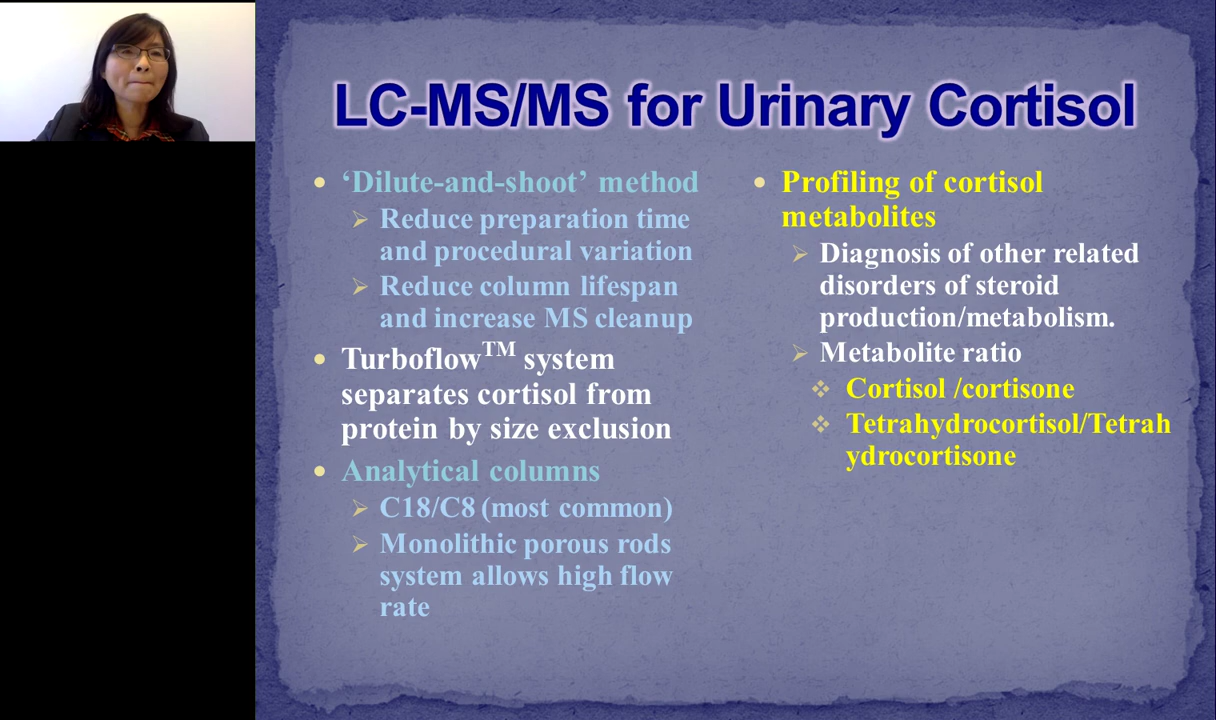 LC-MS/MS for Urinary Cortisol
‘Dilute-and-shoot’ method
Reduce preparation time
and procedural variation
Reduce column lifespan
and increase MS cleanup
Turboflow™ system
separates cortisol from
protein by size exclusion
Analytical columns
C18/C8 (most common)
Monolithic porous rods
system allows high flow
rate
Profiling of cortisol
metabolites
Diagnosis of other related
disorders of steroid
production/metabolism.
Metabolite ratio
Cortisol /cortisone
Tetrahydrocortisol/Tetrah
ydrocortisone